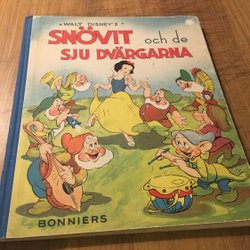 "WALT DISNEY'S"
SNÖVIT och de
SJU DVÄRGARNA
BONNIERS